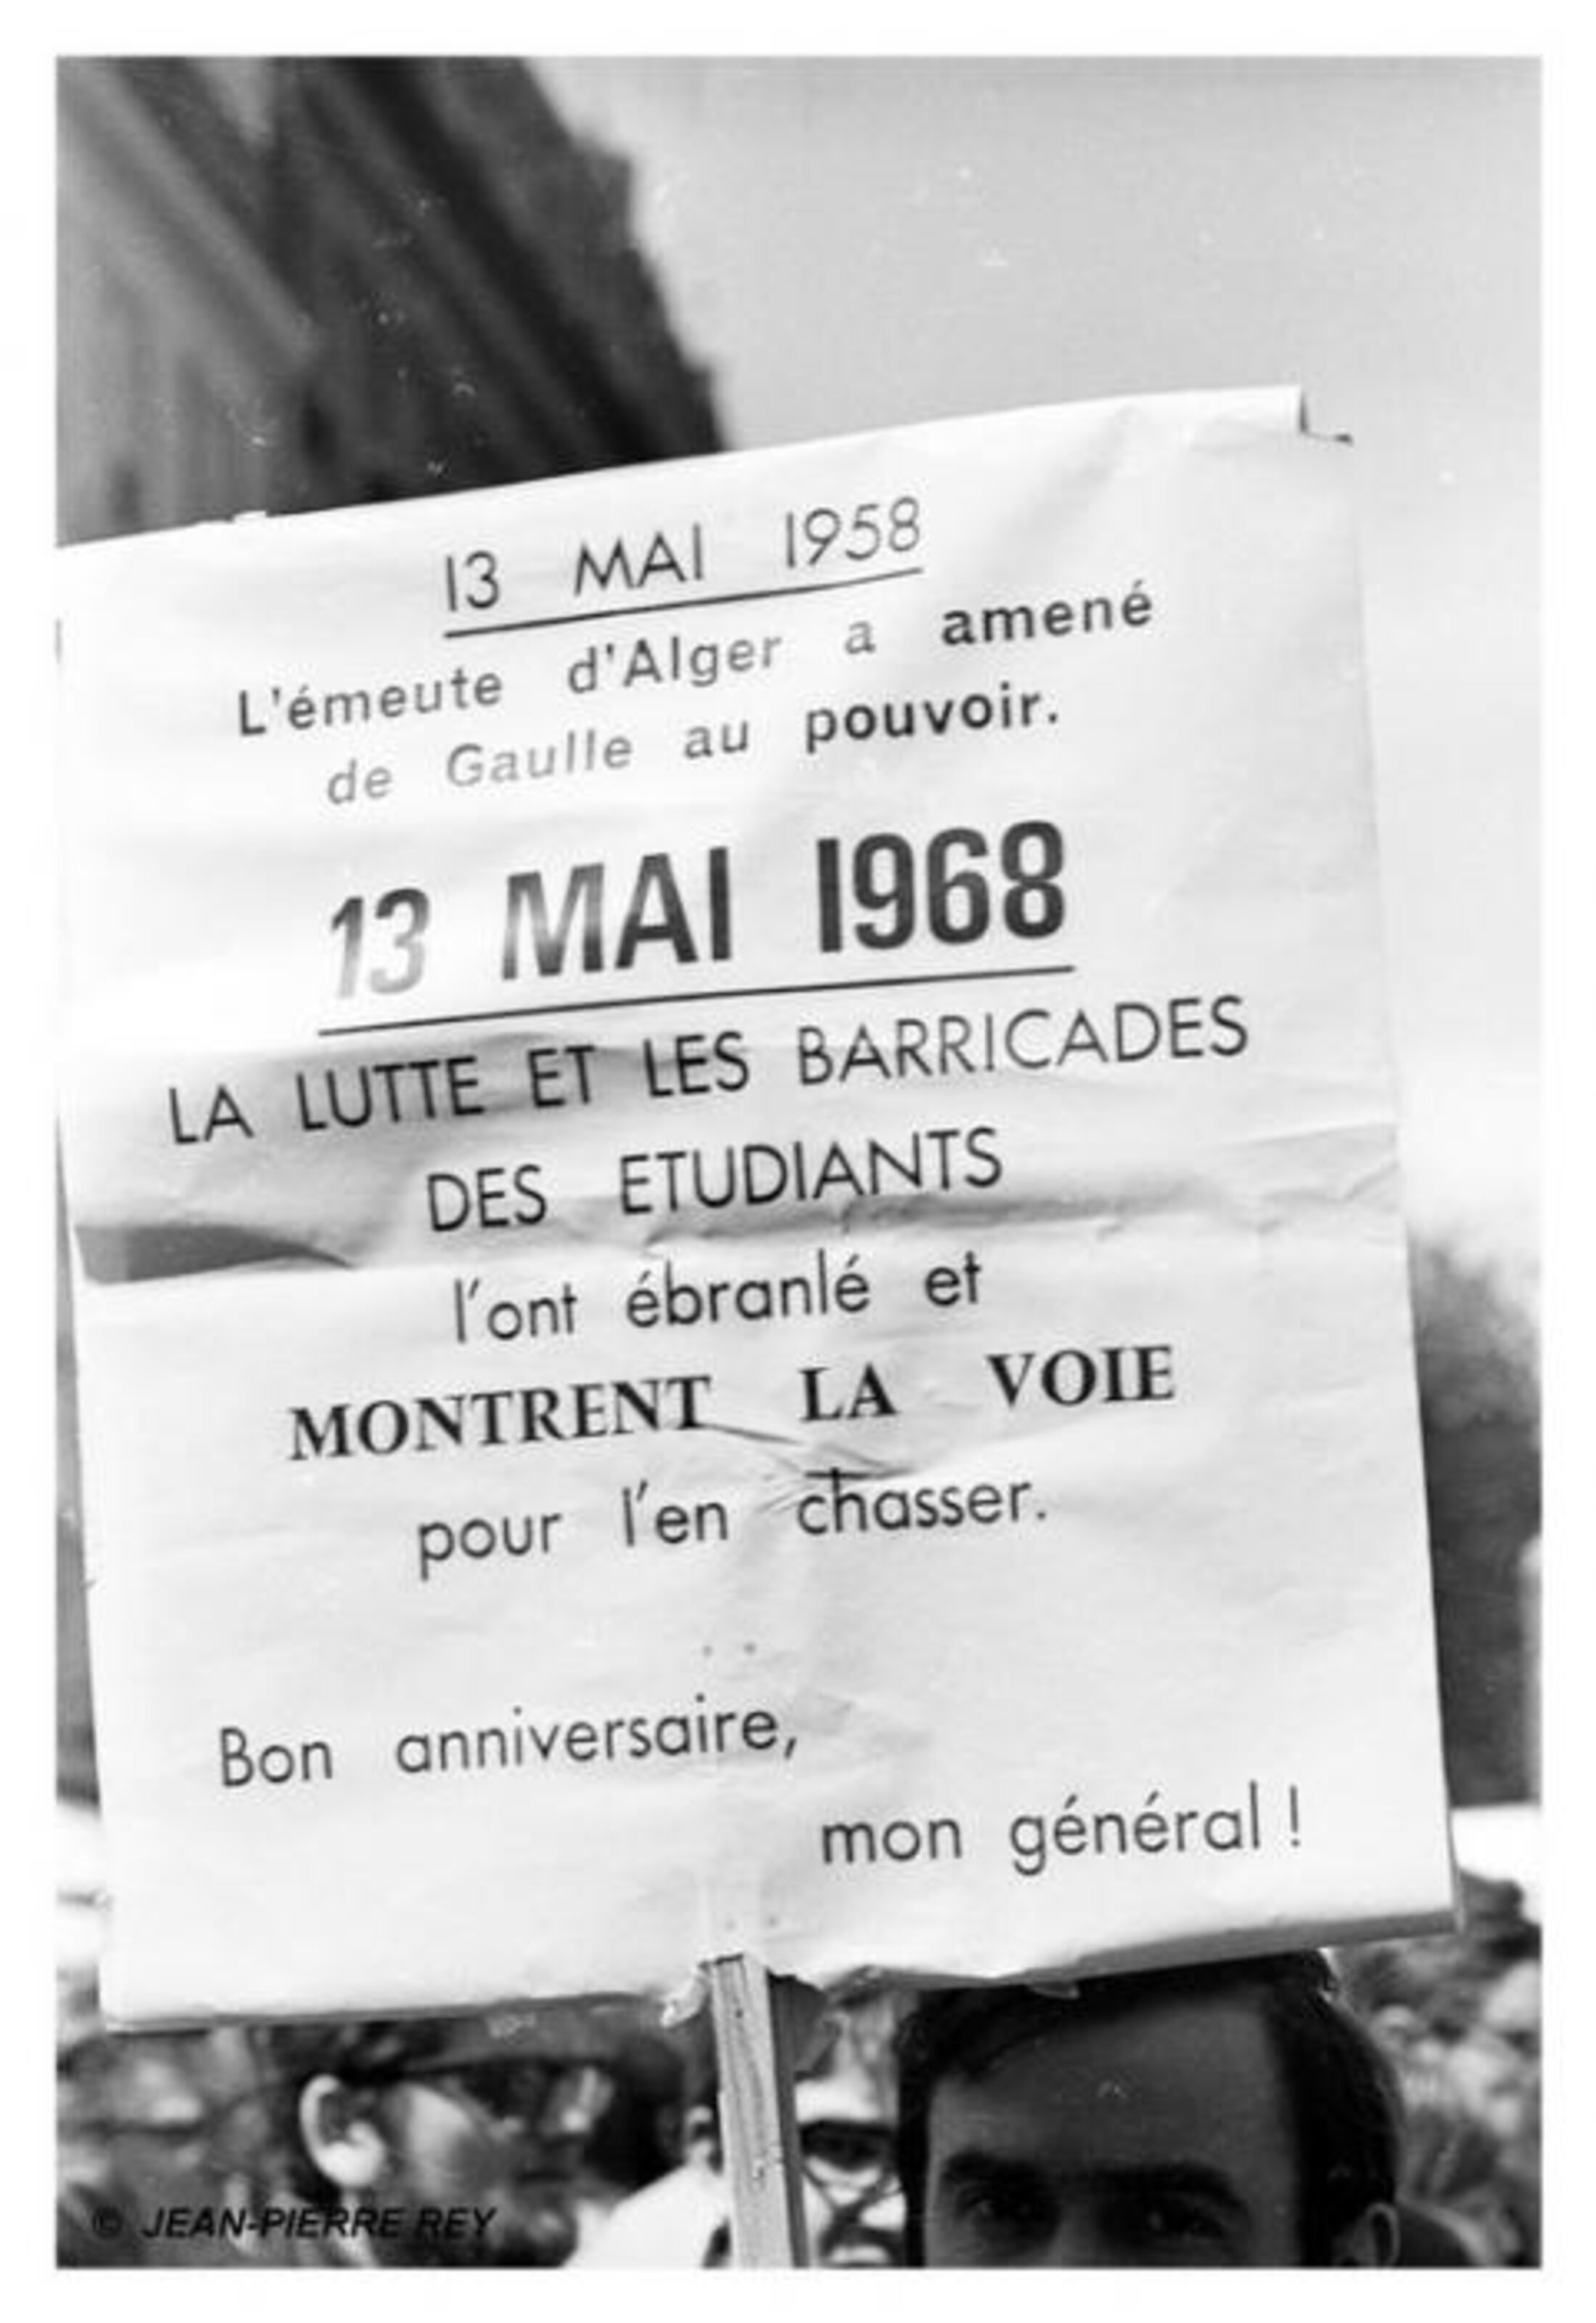 13 MAI 1958
L'émeute d'Alger a amené
de Gaulle au pouvoir.
13 MAI 1968
LA LUTTE ET LES BARRICADES
DES ETUDIANTS
l'ont ébranlé et
MONTRENT LA VOIE
pour l'en chasser.
Bon anniversaire,
mon général !
© JEAN-PIERRE REY